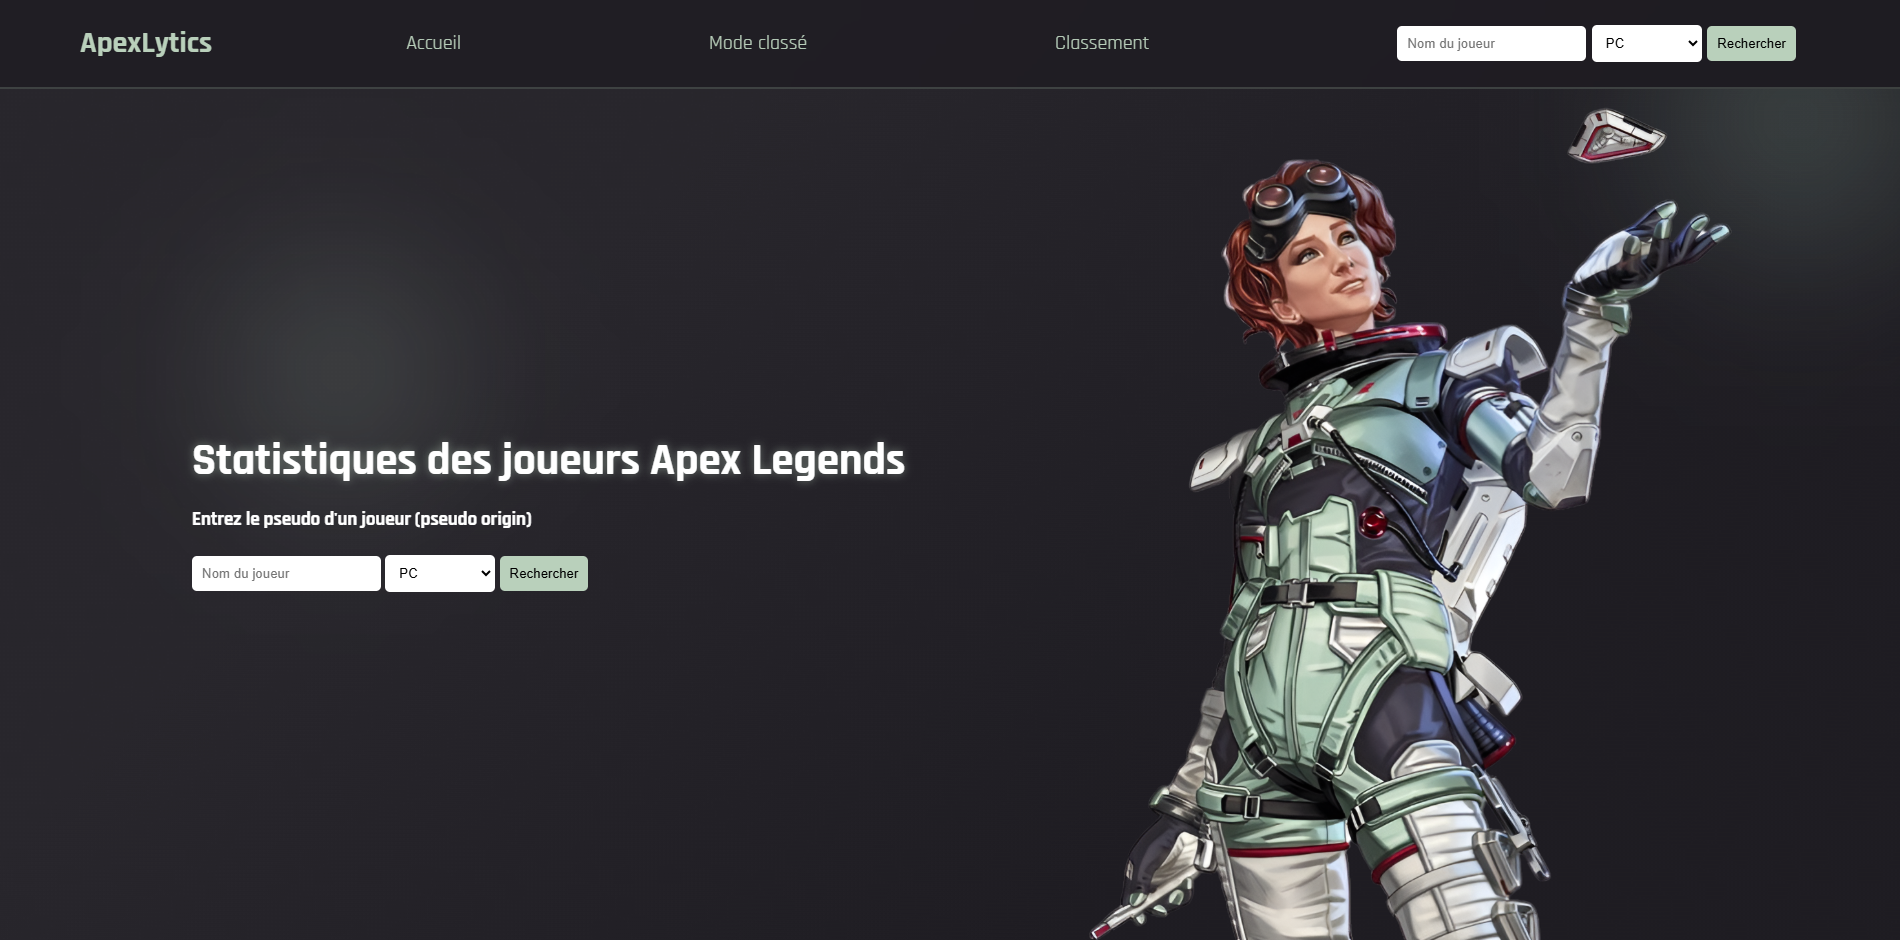 ApexLytics
Accueil
Mode classé
Classement
Nom du joueur
PC
Rechercher
Statistiques des joueurs Apex Legends
Entrez le pseudo d'un joueur (pseudo origin)
Nom du joueur
PC
Rechercher